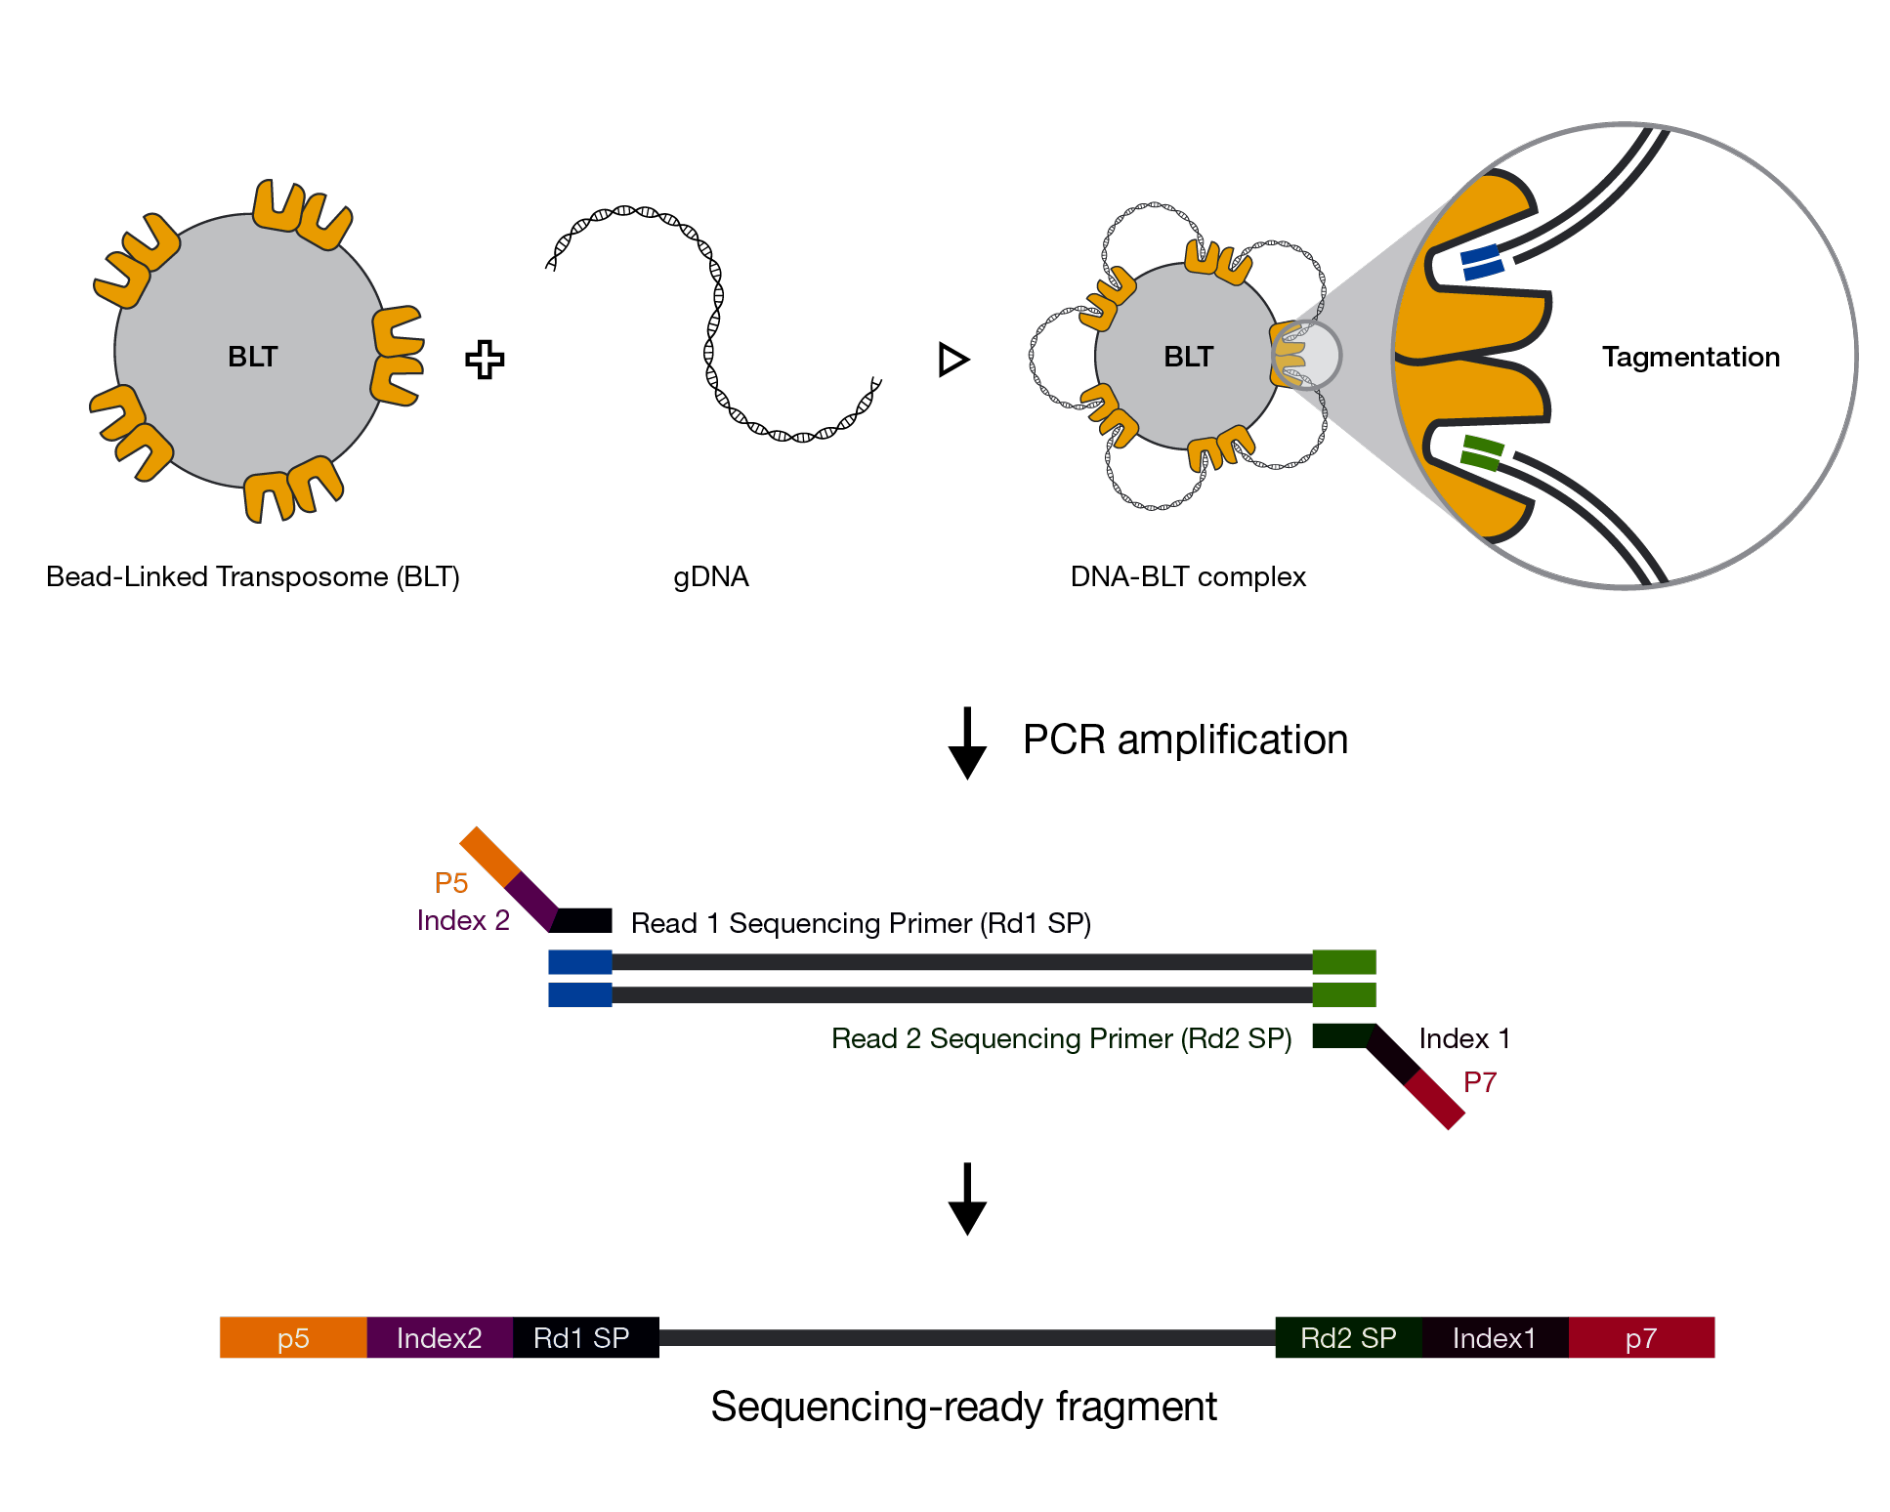 BLT
BLT
Tagmentation
Bead-Linked Transposome (BLT)
gDNA
DNA-BLT complex
PCR amplification
P5
Index 2
Read 1 Sequencing Primer (Rd1 SP)
Read 2 Sequencing Primer (Rd2 SP)
Index 1
P7
p5
Index2
Rd1 SP
Rd2 SP
Index1
p7
Sequencing-ready fragment